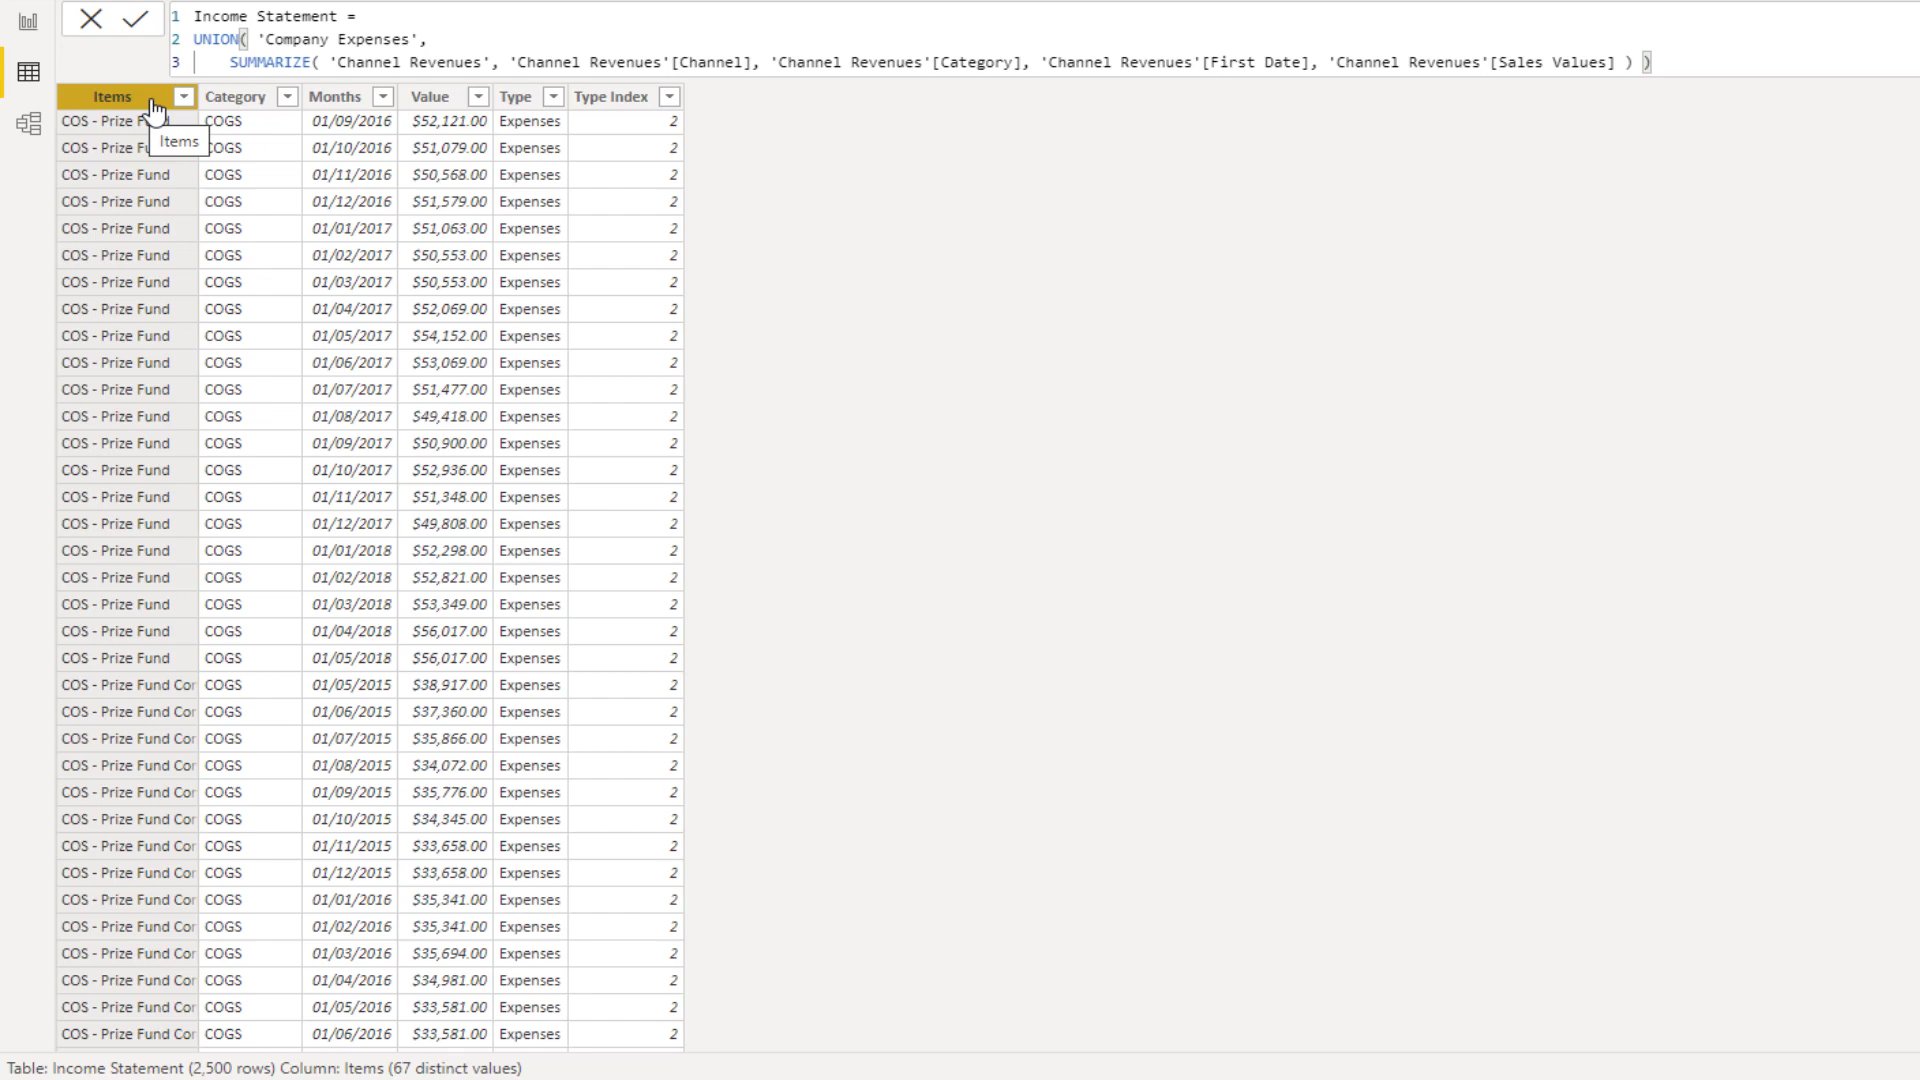 1 Income Statement =
2 UNION( 'Company Expenses',
3 SUMMARIZE( 'Channel Revenues', 'Channel Revenues'[Channel], 'Channel Revenues'[Category], 'Channel Revenues'[First Date], 'Channel Revenues'[Sales Values] ) )
Items Category Months Value Type Type Index
COS - Prize Fund COGS 01/09/2016 $52,121.00 Expenses 2
Items
COS - Prize Fund COGS 01/10/2016 $51,079.00 Expenses 2
COS - Prize Fund COGS 01/11/2016 $50,568.00 Expenses 2
COS - Prize Fund COGS 01/12/2016 $51,579.00 Expenses 2
COS - Prize Fund COGS 01/01/2017 $51,063.00 Expenses 2
COS - Prize Fund COGS 01/02/2017 $50,553.00 Expenses 2
COS - Prize Fund COGS 01/03/2017 $50,553.00 Expenses 2
COS - Prize Fund COGS 01/04/2017 $52,069.00 Expenses 2
COS - Prize Fund COGS 01/05/2017 $54,152.00 Expenses 2
COS - Prize Fund COGS 01/06/2017 $53,069.00 Expenses 2
COS - Prize Fund COGS 01/07/2017 $51,477.00 Expenses 2
COS - Prize Fund COGS 01/08/2017 $49,418.00 Expenses 2
COS - Prize Fund COGS 01/09/2017 $50,900.00 Expenses 2
COS - Prize Fund COGS 01/10/2017 $52,936.00 Expenses 2
COS - Prize Fund COGS 01/11/2017 $51,348.00 Expenses 2
COS - Prize Fund COGS 01/12/2017 $49,808.00 Expenses 2
COS - Prize Fund COGS 01/01/2018 $52,298.00 Expenses 2
COS - Prize Fund COGS 01/02/2018 $52,821.00 Expenses 2
COS - Prize Fund COGS 01/03/2018 $53,349.00 Expenses 2
COS - Prize Fund COGS 01/04/2018 $56,017.00 Expenses 2
COS - Prize Fund COGS 01/05/2018 $56,017.00 Expenses 2
COS - Prize Fund Cor COGS 01/05/2015 $38,917.00 Expenses 2
COS - Prize Fund Cor COGS 01/06/2015 $37,360.00 Expenses 2
COS - Prize Fund Cor COGS 01/07/2015 $35,866.00 Expenses 2
COS - Prize Fund Cor COGS 01/08/2015 $34,072.00 Expenses 2
COS - Prize Fund Cor COGS 01/09/2015 $35,776.00 Expenses 2
COS - Prize Fund Cor COGS 01/10/2015 $34,345.00 Expenses 2
COS - Prize Fund Cor COGS 01/11/2015 $33,658.00 Expenses 2
COS - Prize Fund Cor COGS 01/12/2015 $33,658.00 Expenses 2
COS - Prize Fund Cor COGS 01/01/2016 $35,341.00 Expenses 2
COS - Prize Fund Cor COGS 01/02/2016 $35,341.00 Expenses 2
COS - Prize Fund Cor COGS 01/03/2016 $35,694.00 Expenses 2
COS - Prize Fund Cor COGS 01/04/2016 $34,981.00 Expenses 2
COS - Prize Fund Cor COGS 01/05/2016 $33,581.00 Expenses 2
COS - Prize Fund Cor COGS 01/06/2016 $33,581.00 Expenses 2
Table: Income Statement (2,500 rows) Column: Items (67 distinct values)